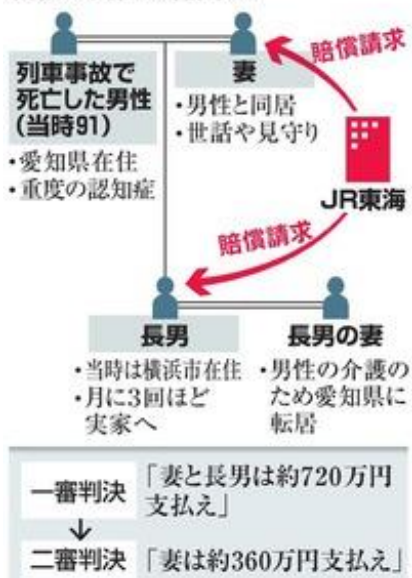 列車事故で
死亡した男性
(当時91)
・愛知県在住
・重度の認知症
妻
・男性と同居
・世話や見守り
賠償請求
JR東海
賠償請求
長男
・当時は横浜市在住
・月に3回ほど
実家へ
長男の妻
・男性の介護の
ため愛知県に
転居
一審判決
「妻と長男は約720万円
支払え」
二審判決
「妻は約360万円支払え」